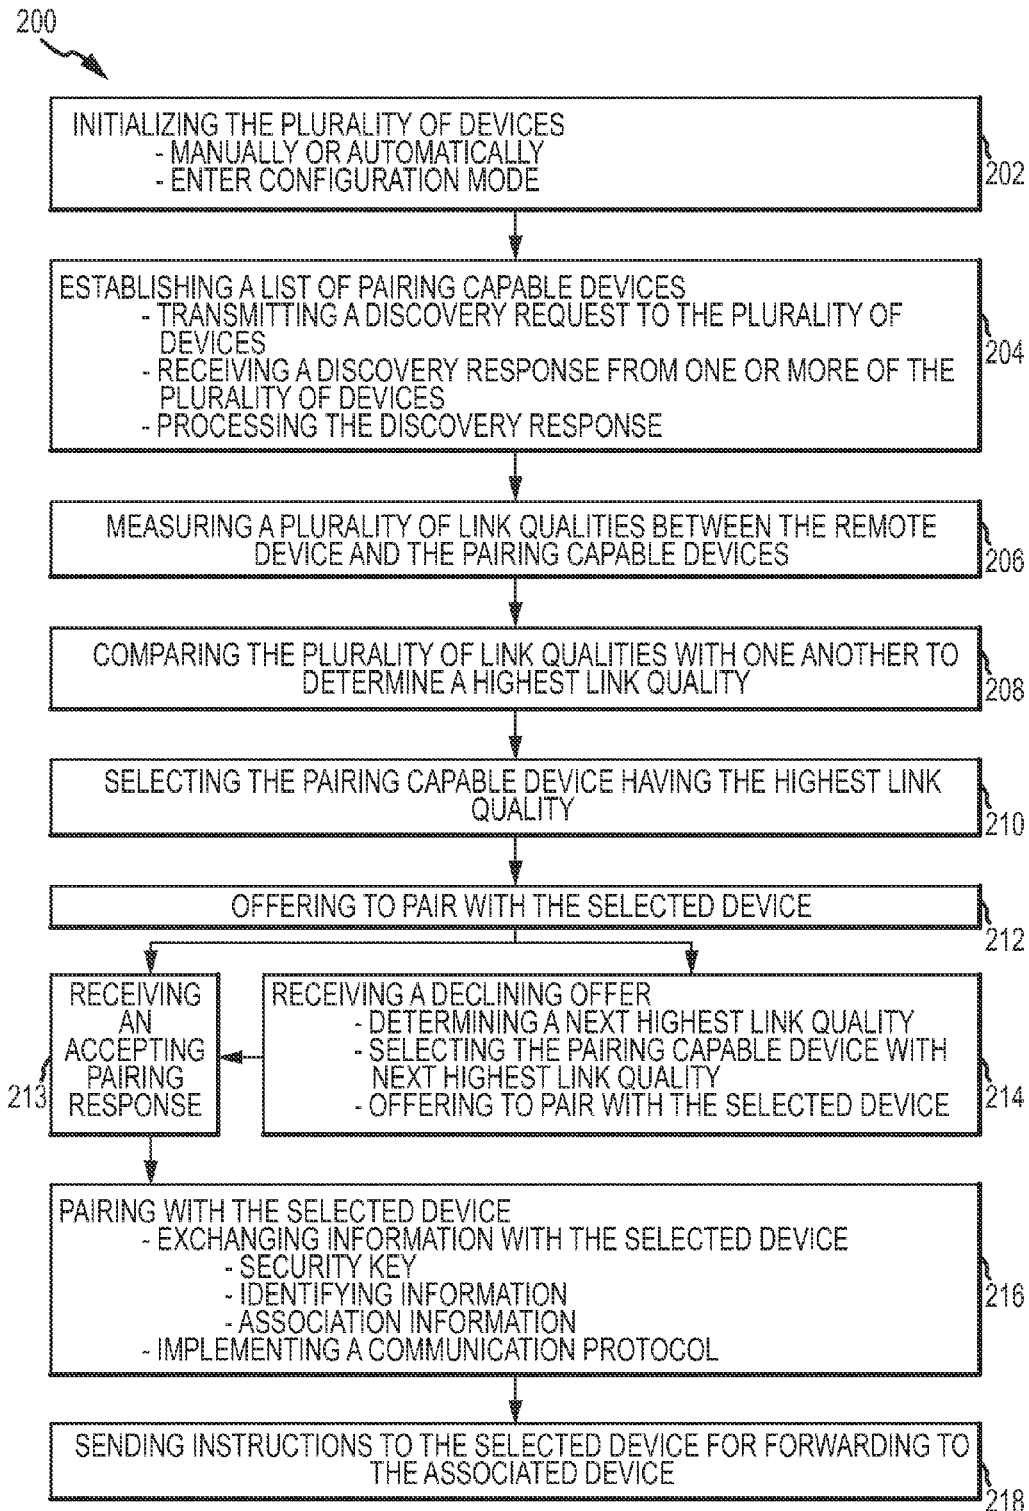 200
INITIALIZING THE PLURALITY OF DEVICES
- MANUALLY OR AUTOMATICALLY
- ENTER CONFIGURATION MODE
202
ESTABLISHING A LIST OF PAIRING CAPABLE DEVICES
- TRANSMITTING A DISCOVERY REQUEST TO THE PLURALITY OF
DEVICES
- RECEIVING A DISCOVERY RESPONSE FROM ONE OR MORE OF THE
PLURALITY OF DEVICES
- PROCESSING THE DISCOVERY RESPONSE
204
MEASURING A PLURALITY OF LINK QUALITIES BETWEEN THE REMOTE
DEVICE AND THE PAIRING CAPABLE DEVICES
206
COMPARING THE PLURALITY OF LINK QUALITIES WITH ONE ANOTHER TO
DETERMINE A HIGHEST LINK QUALITY
208
SELECTING THE PAIRING CAPABLE DEVICE HAVING THE HIGHEST LINK
QUALITY
210
OFFERING TO PAIR WITH THE SELECTED DEVICE
212
RECEIVING
AN
ACCEPTING
PAIRING
RESPONSE
213
RECEIVING A DECLINING OFFER
- DETERMINING A NEXT HIGHEST LINK QUALITY
- SELECTING THE PAIRING CAPABLE DEVICE WITH
NEXT HIGHEST LINK QUALITY
- OFFERING TO PAIR WITH THE SELECTED DEVICE
214
PAIRING WITH THE SELECTED DEVICE
- EXCHANGING INFORMATION WITH THE SELECTED DEVICE
- SECURITY KEY
- IDENTIFYING INFORMATION
- ASSOCIATION INFORMATION
- IMPLEMENTING A COMMUNICATION PROTOCOL
216
SENDING INSTRUCTIONS TO THE SELECTED DEVICE FOR FORWARDING TO
THE ASSOCIATED DEVICE
218